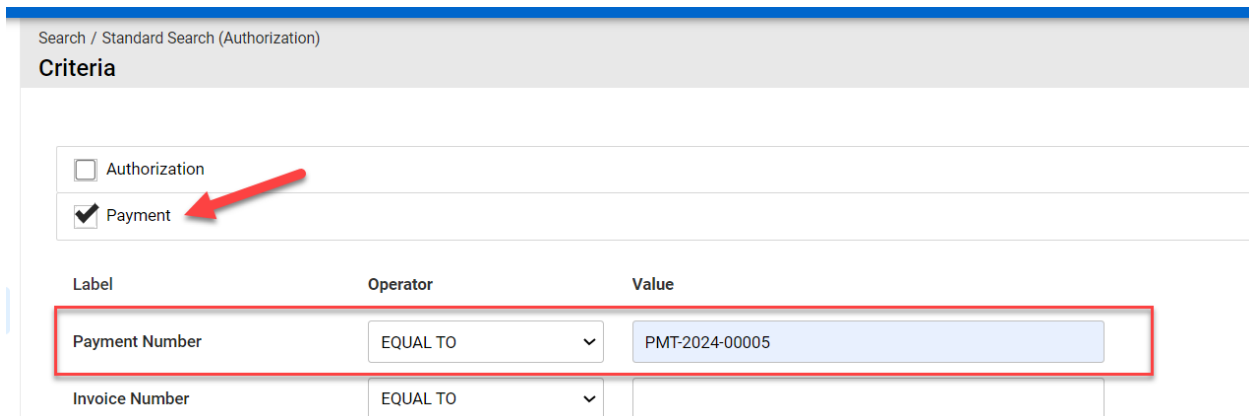 Search / Standard Search (Authorization)
Criteria
Authorization
Payment
Label Operator Value
Payment Number EQUAL TO PMT-2024-00005
Invoice Number EQUAL TO